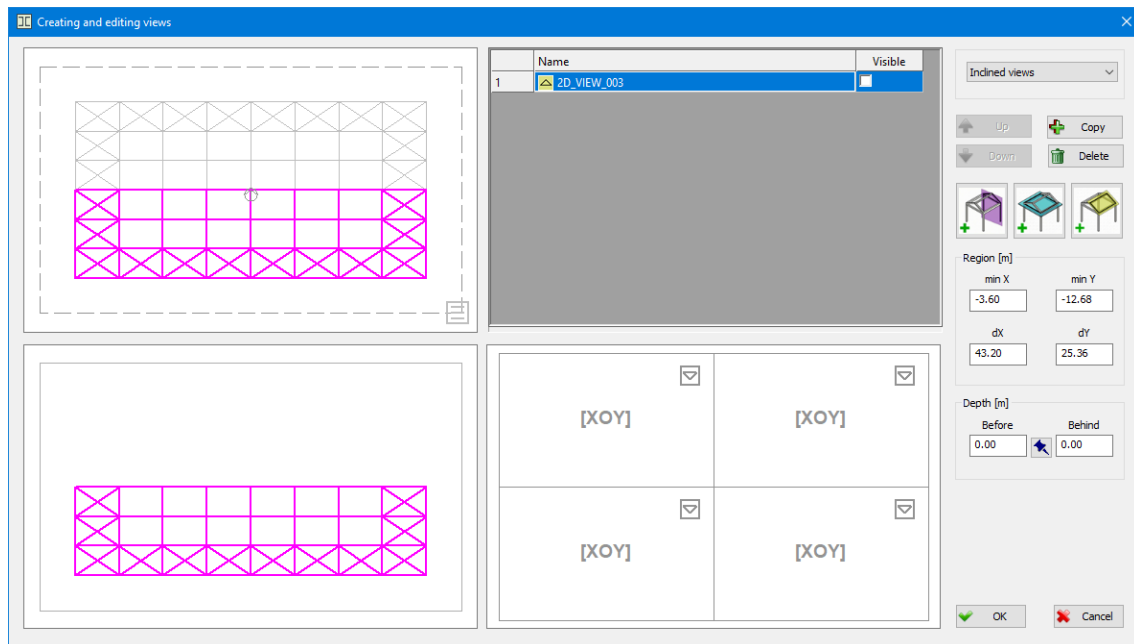 Creating and editing views
Name Visible
1 2D_VIEW_003
Inclined views
Up Copy
Down Delete
Region [m]
min X min Y
-3.60 -12.68
dX dY
43.20 25.36
Depth [m]
Before Behind
0.00 0.00
[XOY] [XOY]
[XOY] [XOY]
OK Cancel